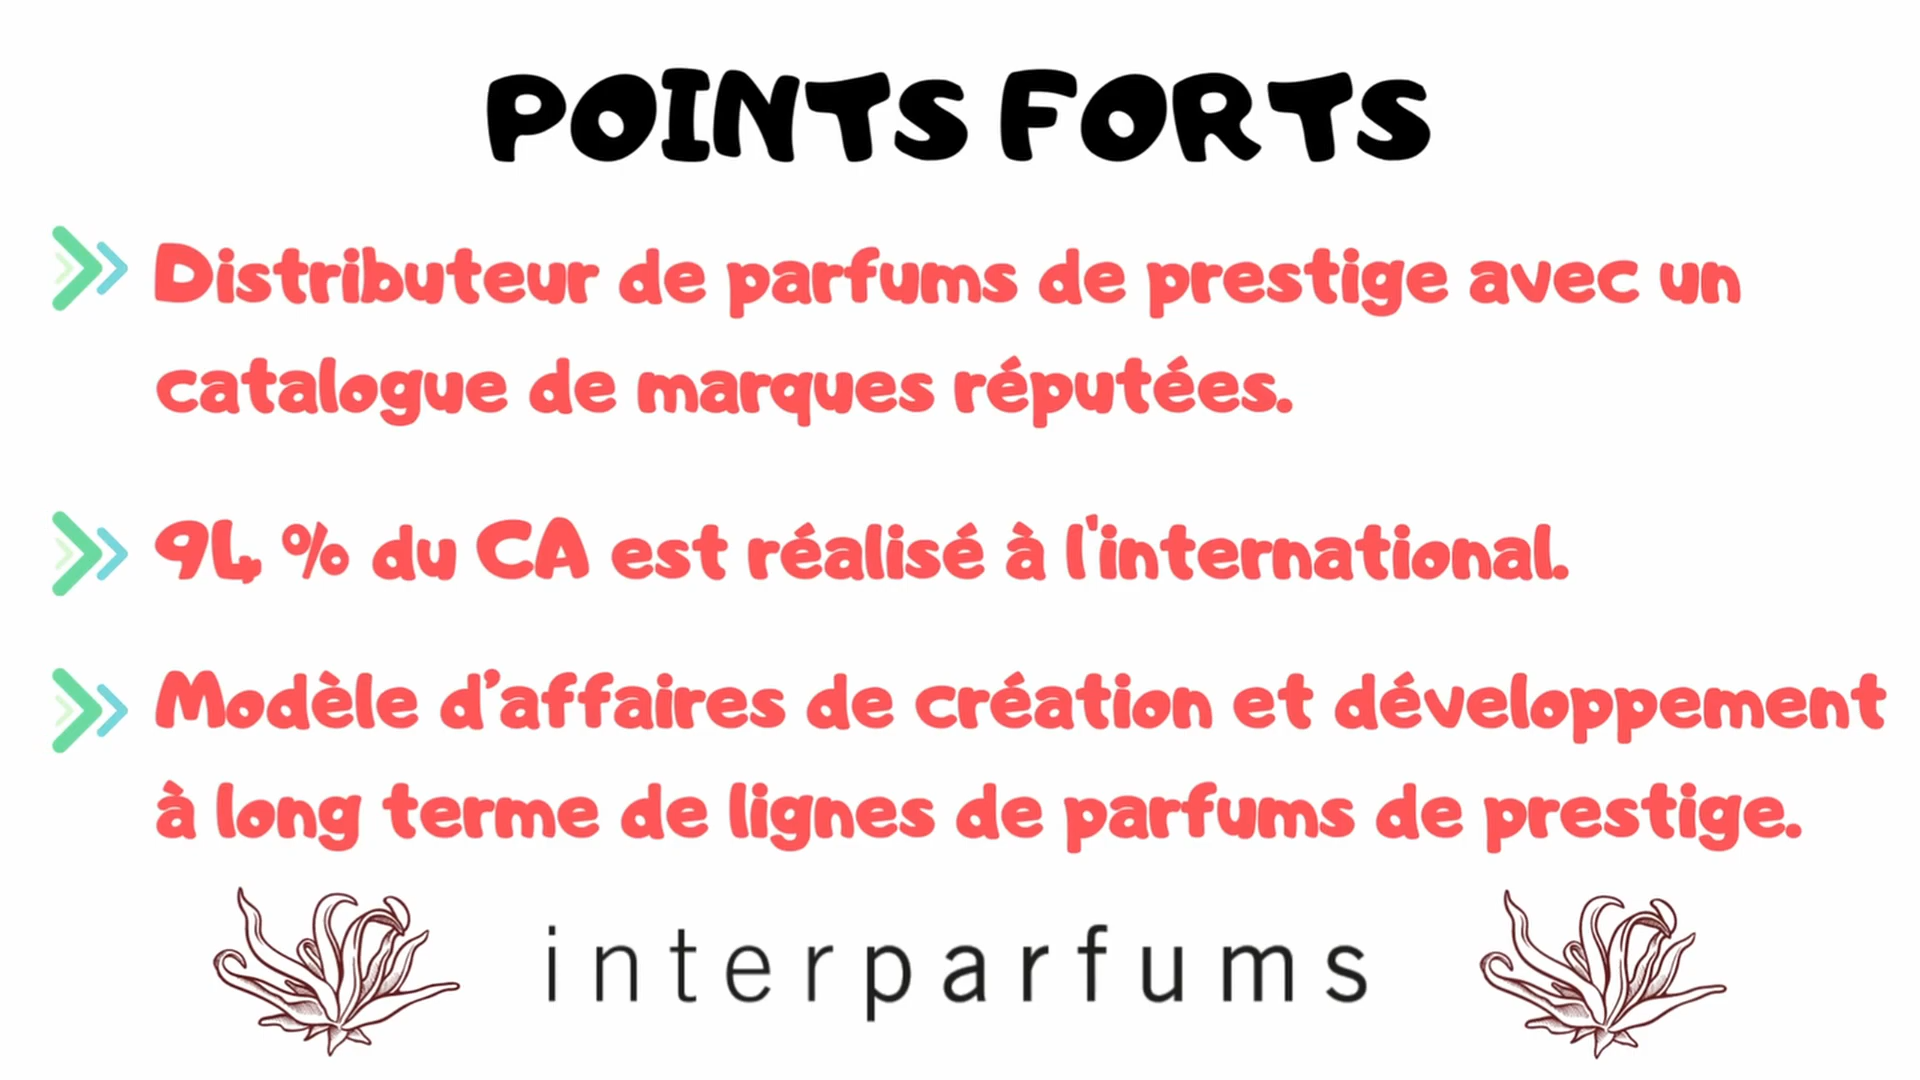 POINTS FORTS
Distributeur de parfums de prestige avec un
catalogue de marques réputées.
94 % du CA est réalisé à l'international.
Modèle d’affaires de création et développement
à long terme de lignes de parfums de prestige.
interparfums